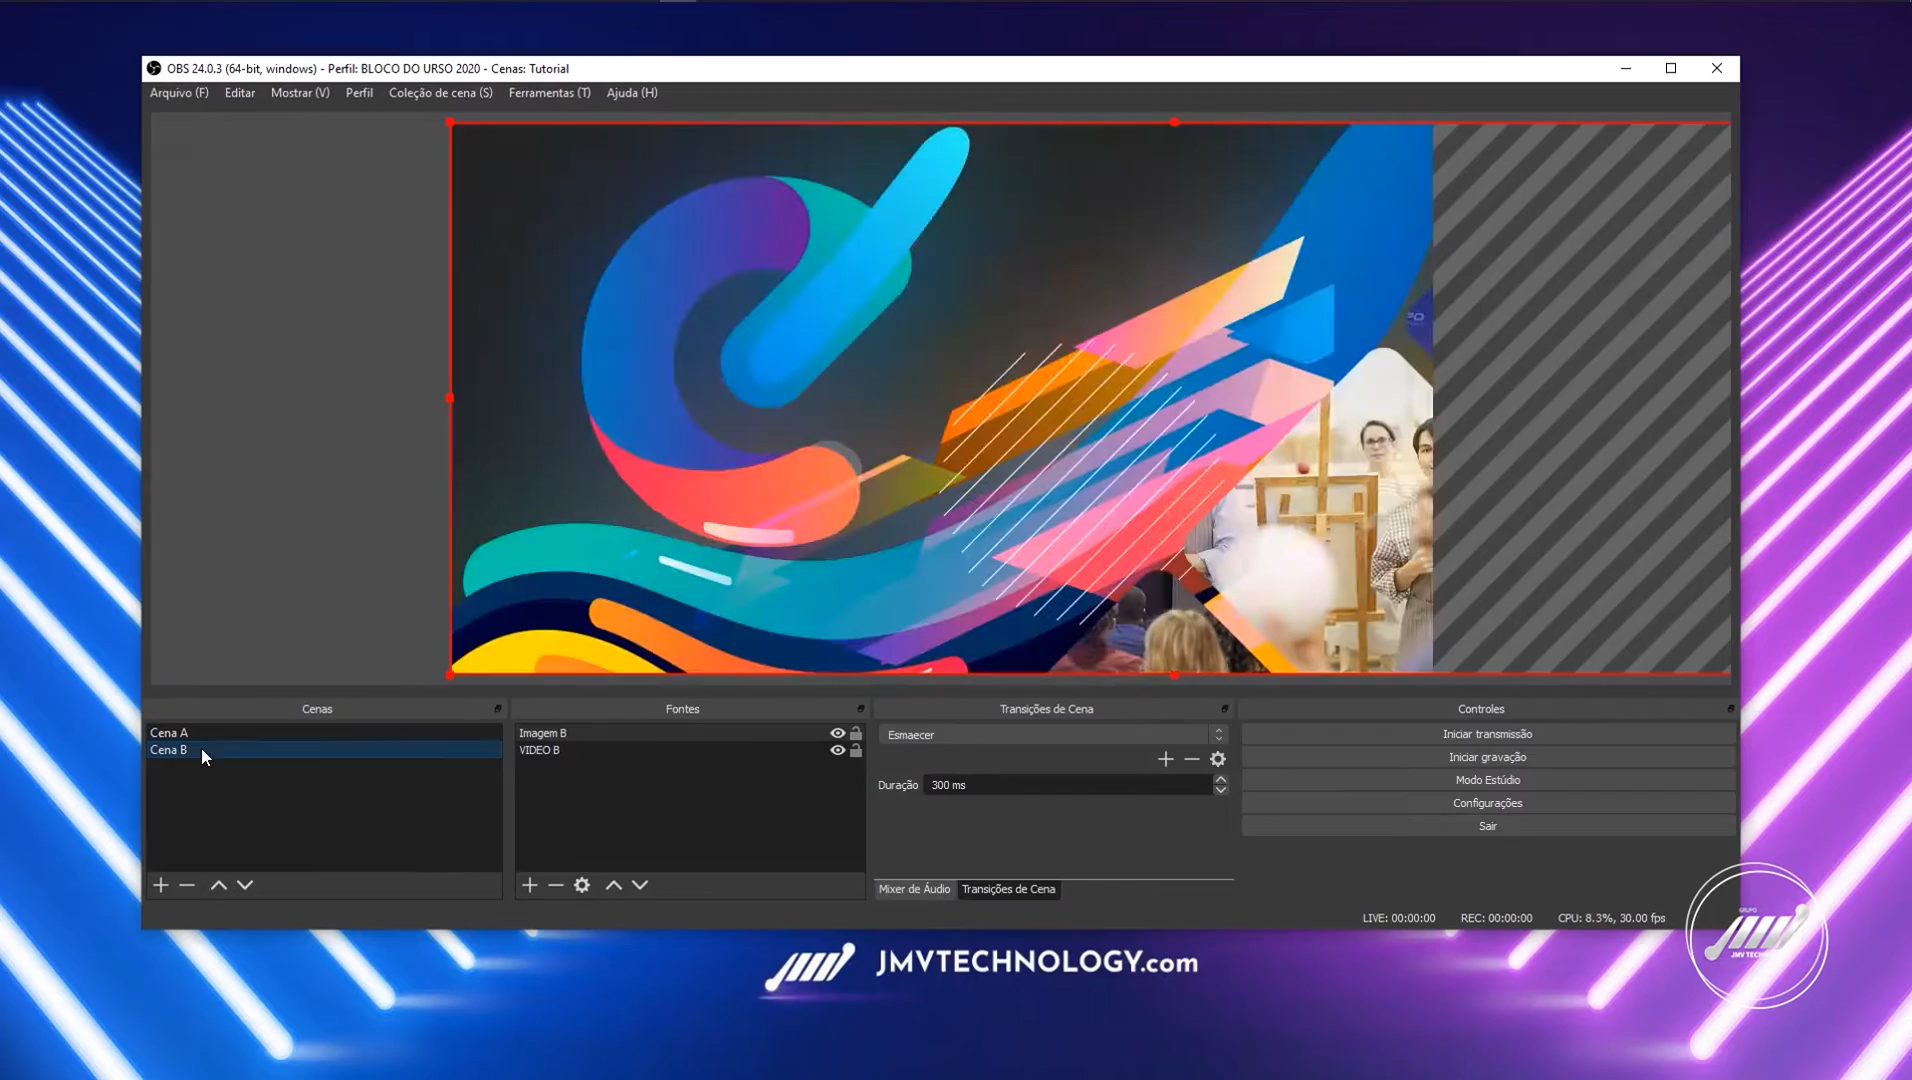 OBS 24.0.3 (64-bit, windows) - Perfil: BLOCO DO URSO 2020 - Cenas: Tutorial
Arquivo (F) Editar Mostrar (V) Perfil Coleção de cena (S) Ferramentas (T) Ajuda (H)
Cenas
Cena A
Cena B
Fontes
Imagem B
VIDEO B
Transições de Cena
Esmaecer
Duração 300 ms
Mixer de Áudio Transições de Cena
Controles
Iniciar transmissão
Iniciar gravação
Modo Estúdio
Configurações
Sair
LIVE: 00:00:00 REC: 00:00:00 CPU: 8.3%, 30.00 fps
JMVTECHNOLOGY.com
GRUPO